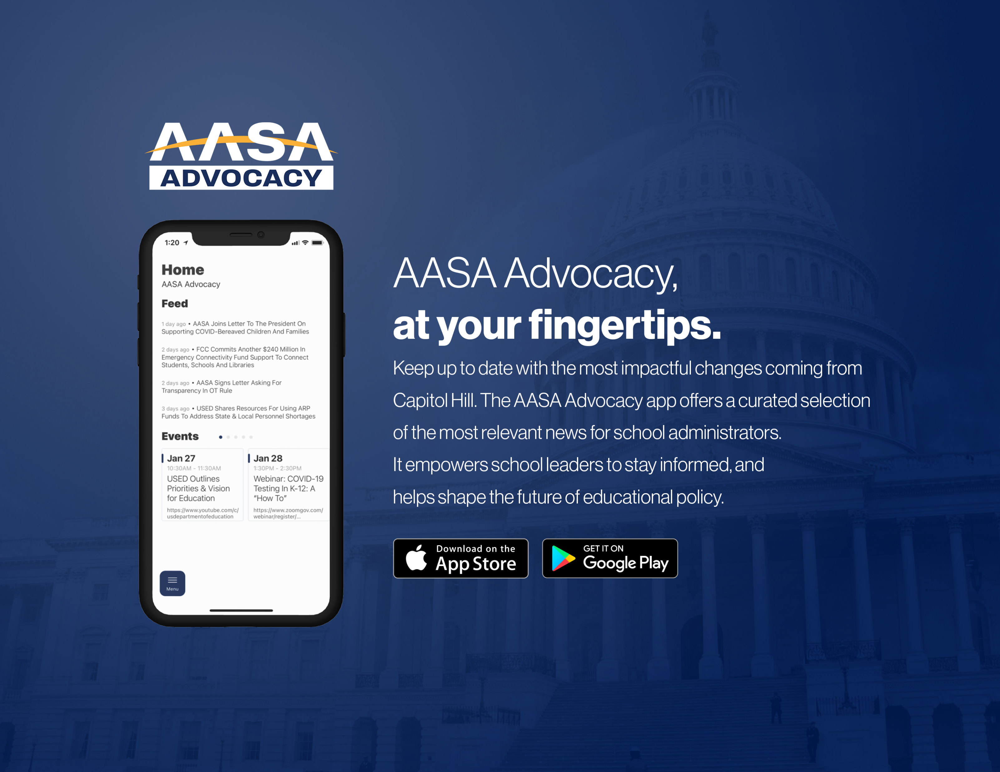 AASA
ADVOCACY
1:20
Home
AASA Advocacy
Feed
1 day ago • AASA Joins Letter To The President On
Supporting COVID-Bereaved Children And Families
2 days ago • FCC Commits Another $240 Million In
Emergency Connectivity Fund Support To Connect
Students, Schools And Libraries
2 days ago • AASA Signs Letter Asking For
Transparency In OT Rule
3 days ago • USED Shares Resources For Using ARP
Funds To Address State & Local Personnel Shortages
Events
Jan 27
10:30AM - 11:30AM
USED Outlines
Priorities & Vision
for Education
https://www.youtube.com/c/
usdepartmentofeducation
Jan 28
1:30PM - 2:30PM
Webinar: COVID-19
Testing In K-12: A
“How To”
https://www.zoomgov.com/
webinar/register/...
Menu
AASA Advocacy,
at your fingertips.
Keep up to date with the most impactful changes coming from
Capitol Hill. The AASA Advocacy app offers a curated selection
of the most relevant news for school administrators.
It empowers school leaders to stay informed, and
helps shape the future of educational policy.
Download on the
App Store
GET IT ON
Google Play